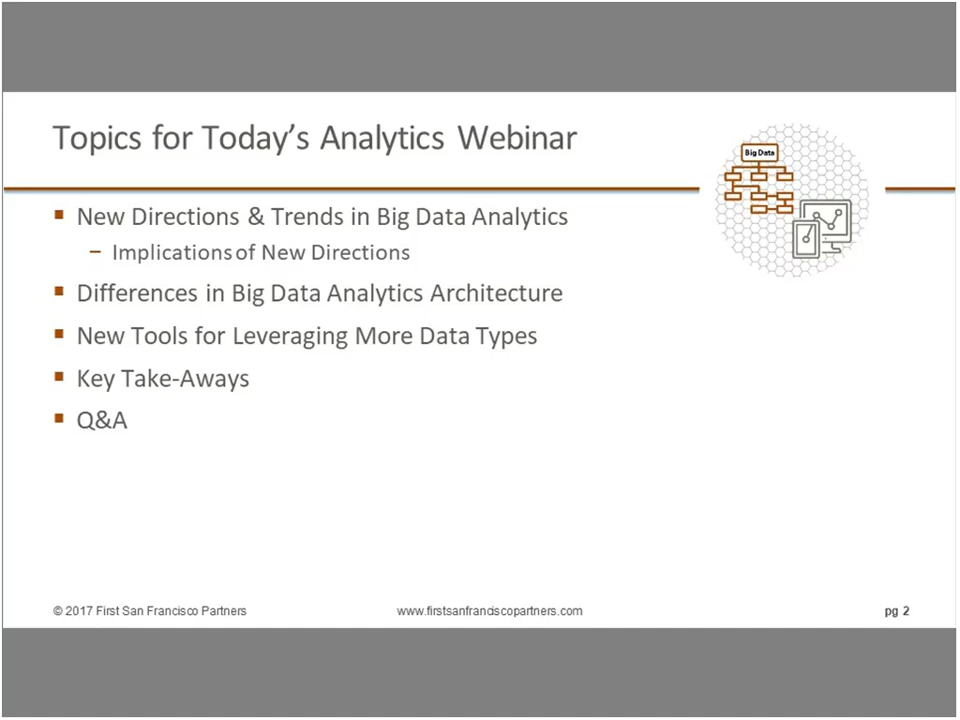 Topics for Today's Analytics Webinar
Big Data
▪ New Directions & Trends in Big Data Analytics
– Implications of New Directions
▪ Differences in Big Data Analytics Architecture
▪ New Tools for Leveraging More Data Types
▪ Key Take-Aways
▪ Q&A
© 2017 First San Francisco Partners
www.firstsanfranciscopartners.com
pg 2